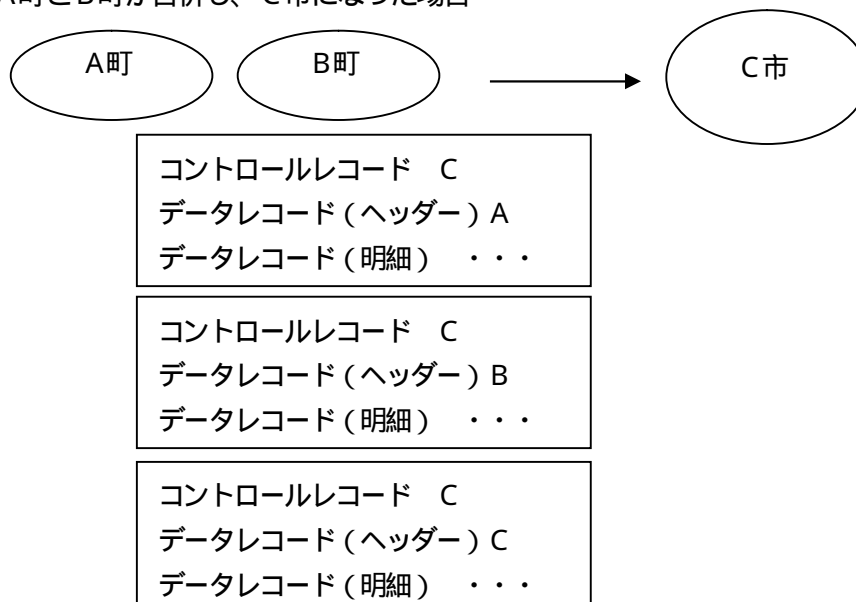 A町とB町が合併し、C市になった場合
A町 B町 C市
コントロールレコード C
データレコード(ヘッダー)A
データレコード(明細) ・・・
コントロールレコード C
データレコード(ヘッダー)B
データレコード(明細) ・・・
コントロールレコード C
データレコード(ヘッダー)C
データレコード(明細) ・・・